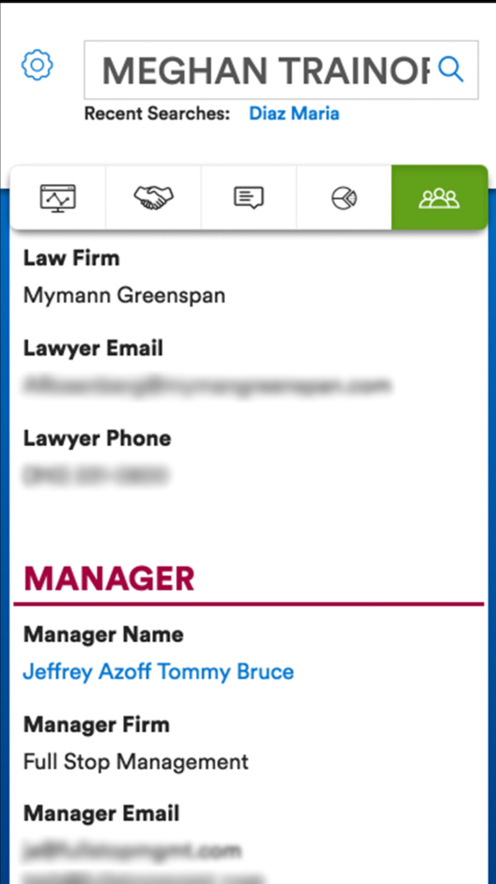 MEGHAN TRAINOR
Recent Searches: Diaz Maria
Law Firm
Mymann Greenspan
Lawyer Email
Lawyer Phone
MANAGER
Manager Name
Jeffrey Azoff Tommy Bruce
Manager Firm
Full Stop Management
Manager Email